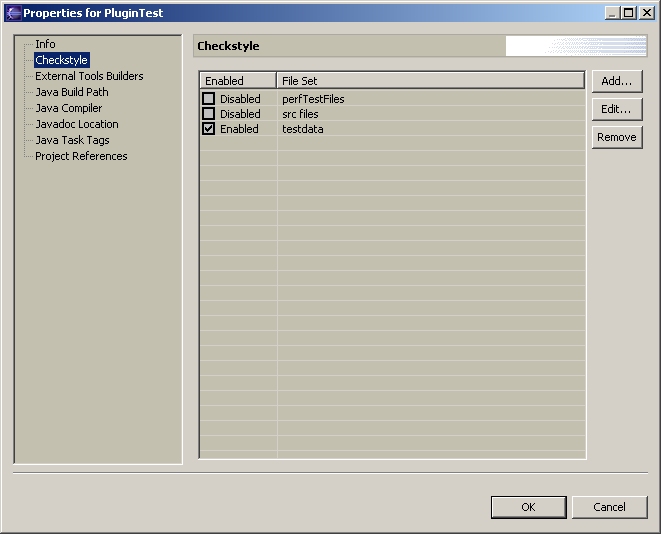 Properties for PluginTest
Info
Checkstyle
External Tools Builders
Java Build Path
Java Compiler
Javadoc Location
Java Task Tags
Project References
Checkstyle
Enabled File Set
Disabled perfTestFiles
Disabled src files
Enabled testdata
Add...
Edit...
Remove
OK Cancel